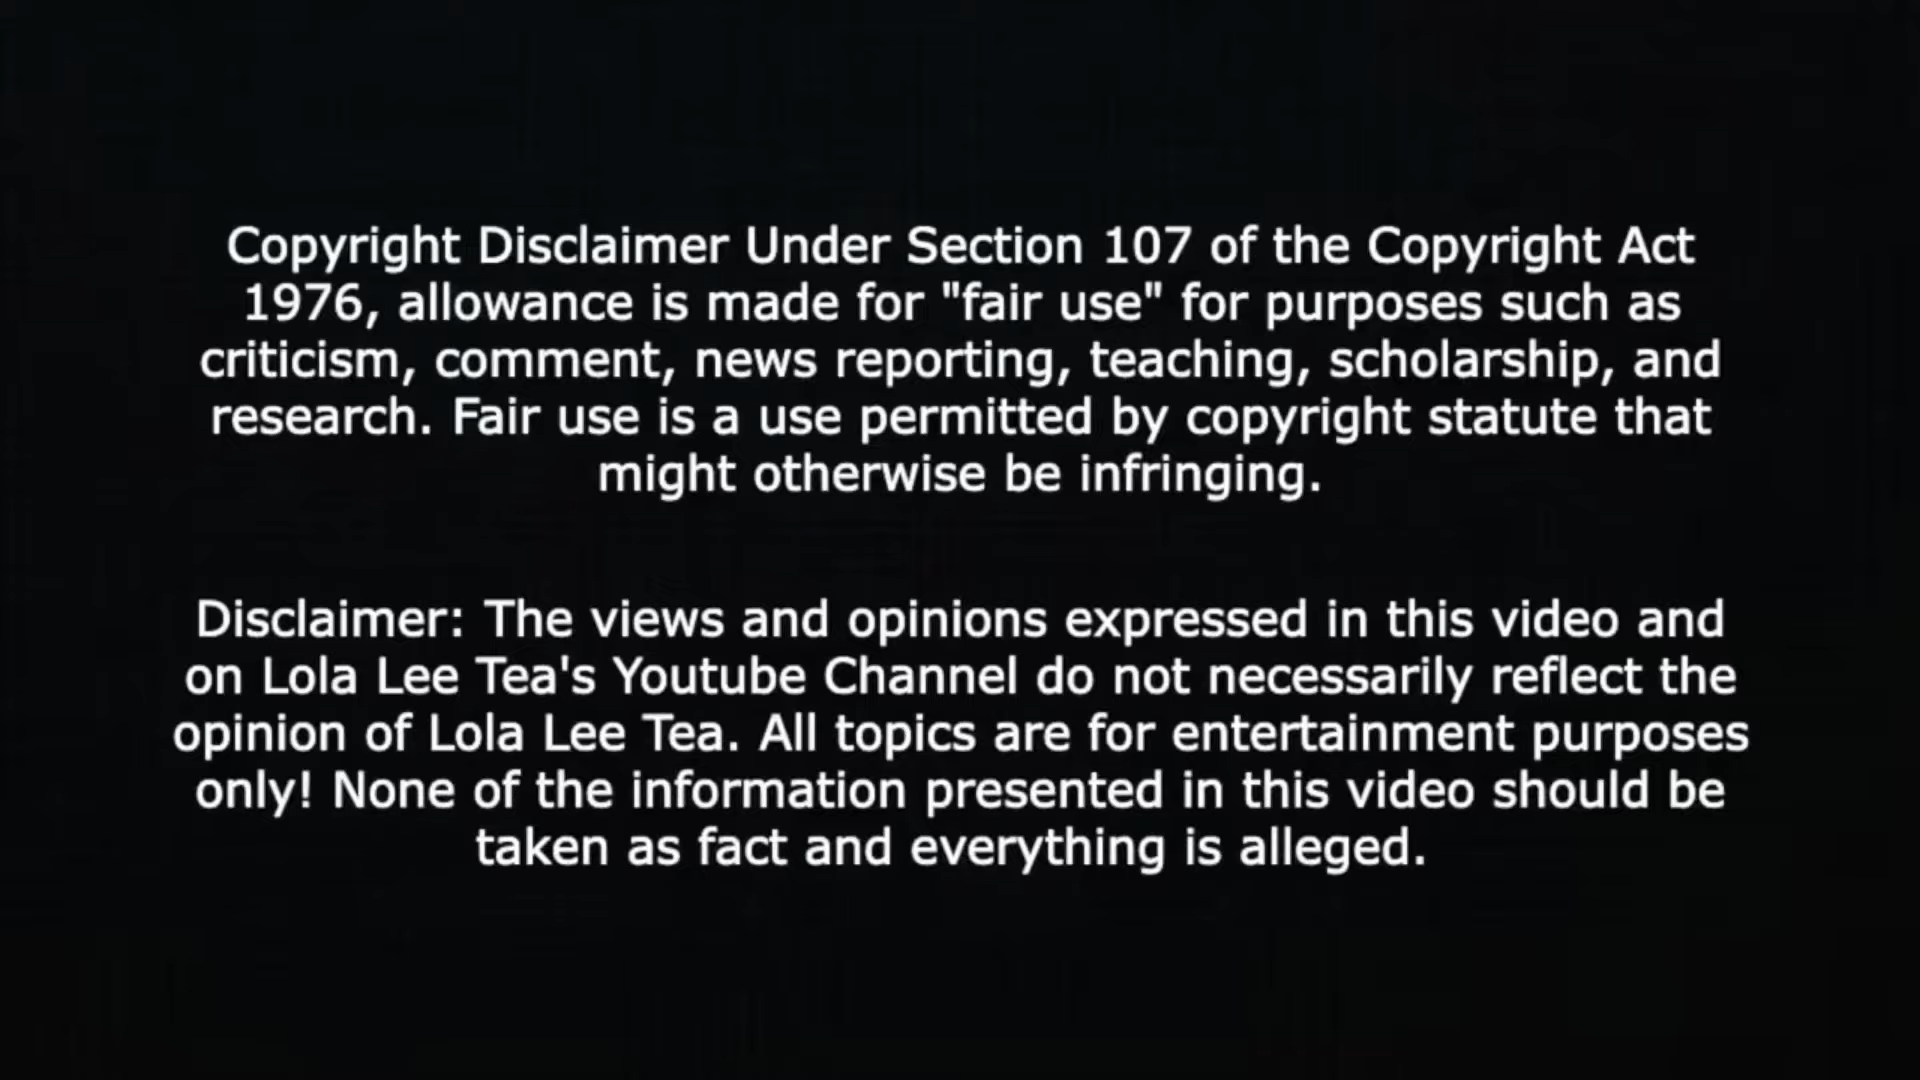 Copyright Disclaimer Under Section 107 of the Copyright Act
1976, allowance is made for "fair use" for purposes such as
criticism, comment, news reporting, teaching, scholarship, and
research. Fair use is a use permitted by copyright statute that
might otherwise be infringing.
Disclaimer: The views and opinions expressed in this video and
on Lola Lee Tea's Youtube Channel do not necessarily reflect the
opinion of Lola Lee Tea. All topics are for entertainment purposes
only! None of the information presented in this video should be
taken as fact and everything is alleged.